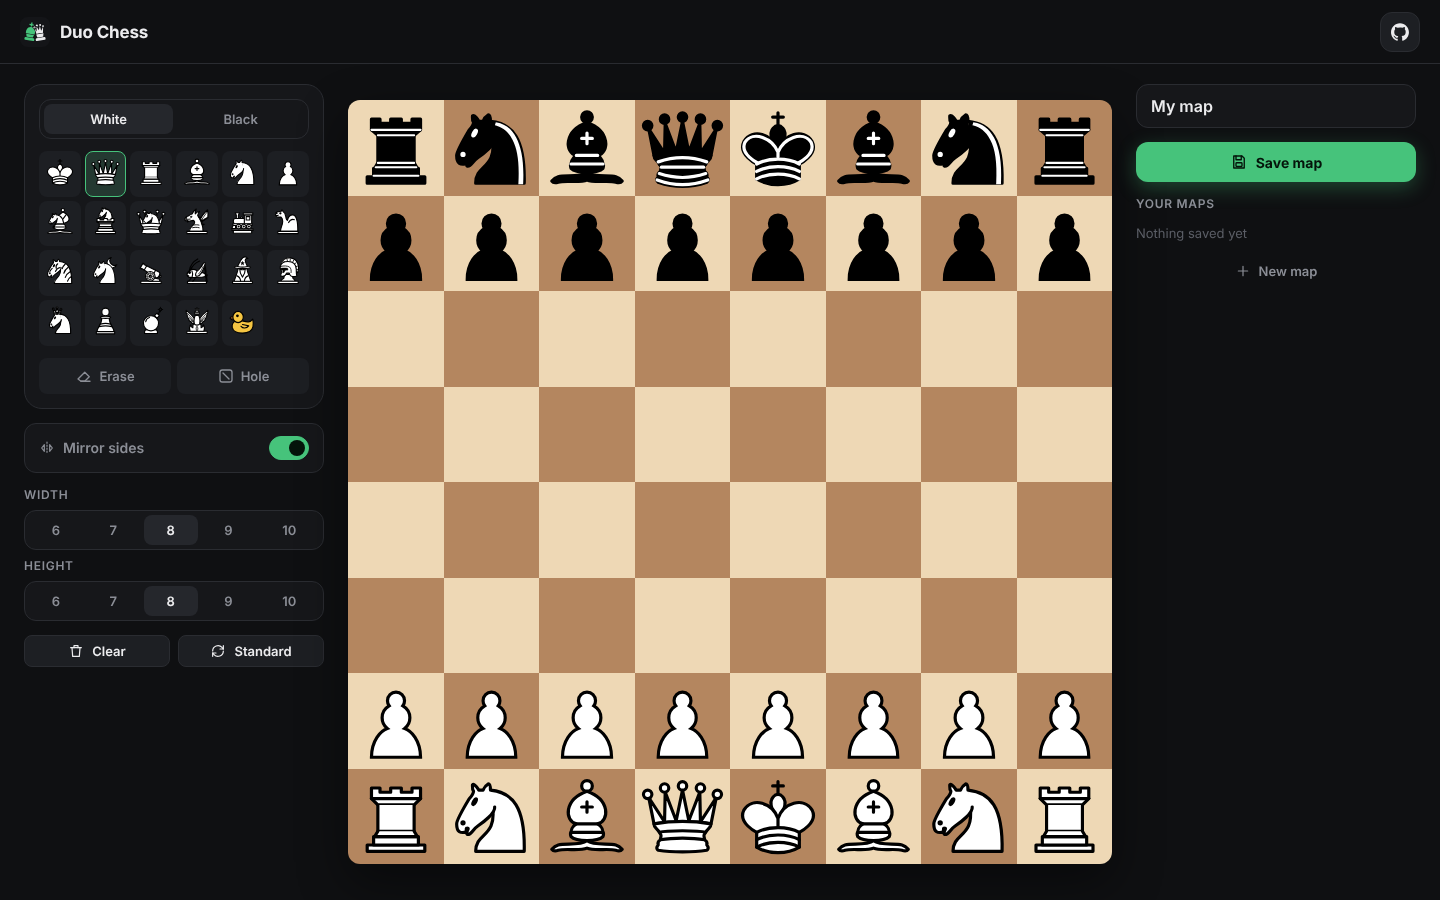 Duo Chess
White
Black
Erase
Hole
Mirror sides
WIDTH
6 7 8 9 10
HEIGHT
6 7 8 9 10
Clear
Standard
My map
Save map
YOUR MAPS
Nothing saved yet
New map